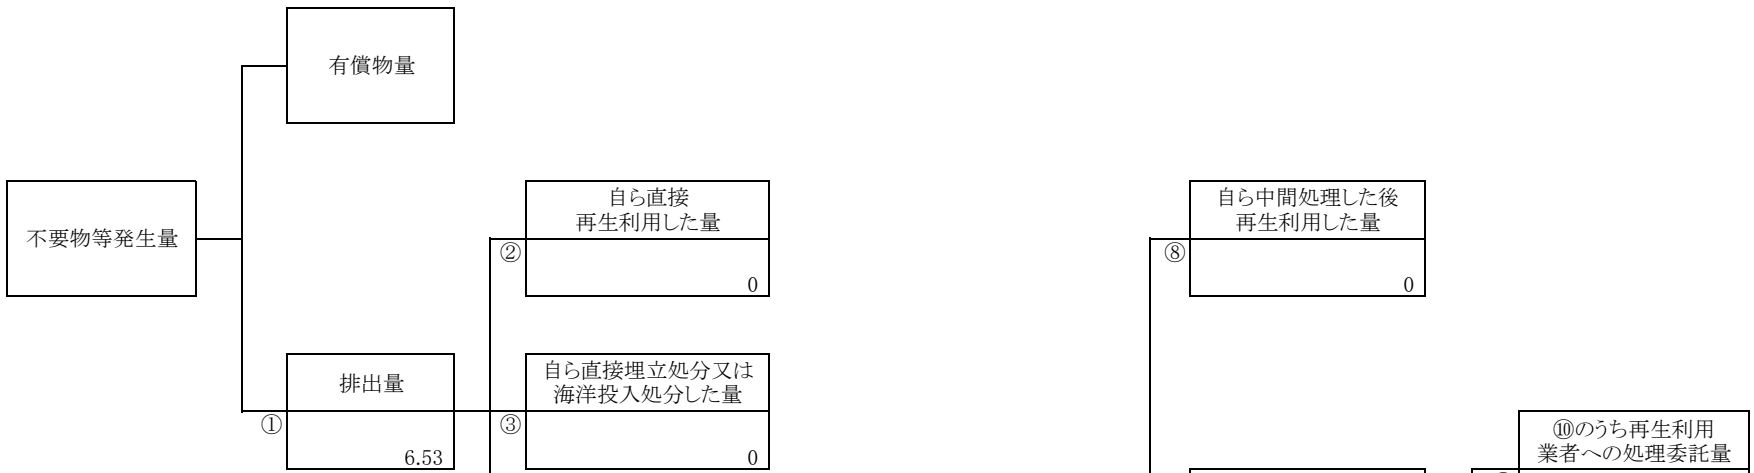 有償物量
不要物等発生量
自ら直接
再生利用した量
②
0
自ら中間処理した後
再生利用した量
⑧
0
排出量
①
6.53
自ら直接埋立処分又は
海洋投入処分した量
③
0
⑩のうち再生利用
業者への処理委託量